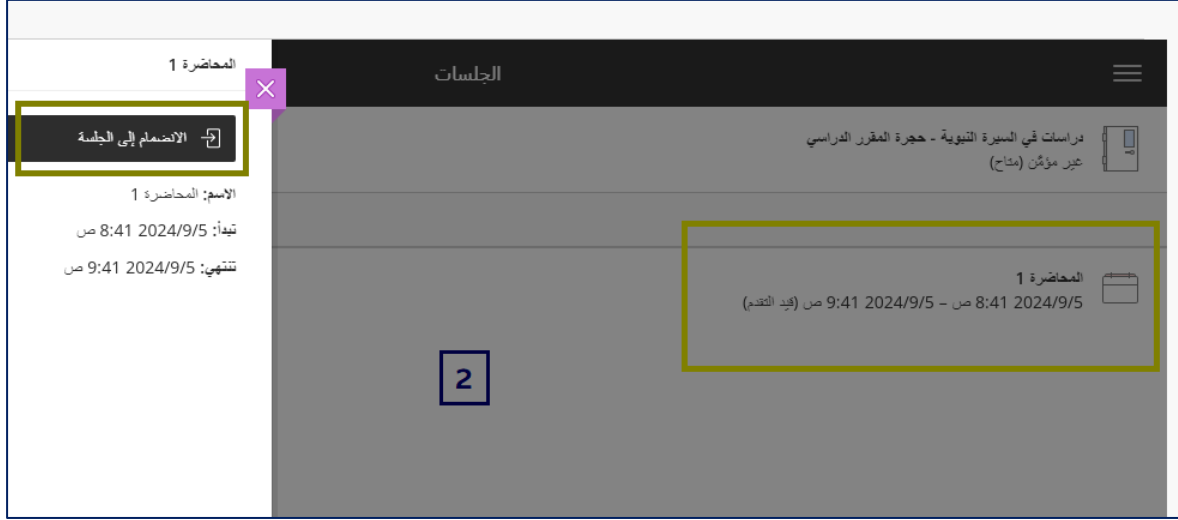 الجلسات
دراسات في السيرة النبوية - حجرة المقرر الدراسي
غير مؤمَّن (متاح)
المحاضرة 1
2024/9/5 8:41 ص – 2024/9/5 9:41 ص (قيد التقدم)
2
المحاضرة 1
الانضمام إلى الجلسة
الاسم: المحاضرة 1
تبدأ: 2024/9/5 8:41 ص
تنتهي: 2024/9/5 9:41 ص